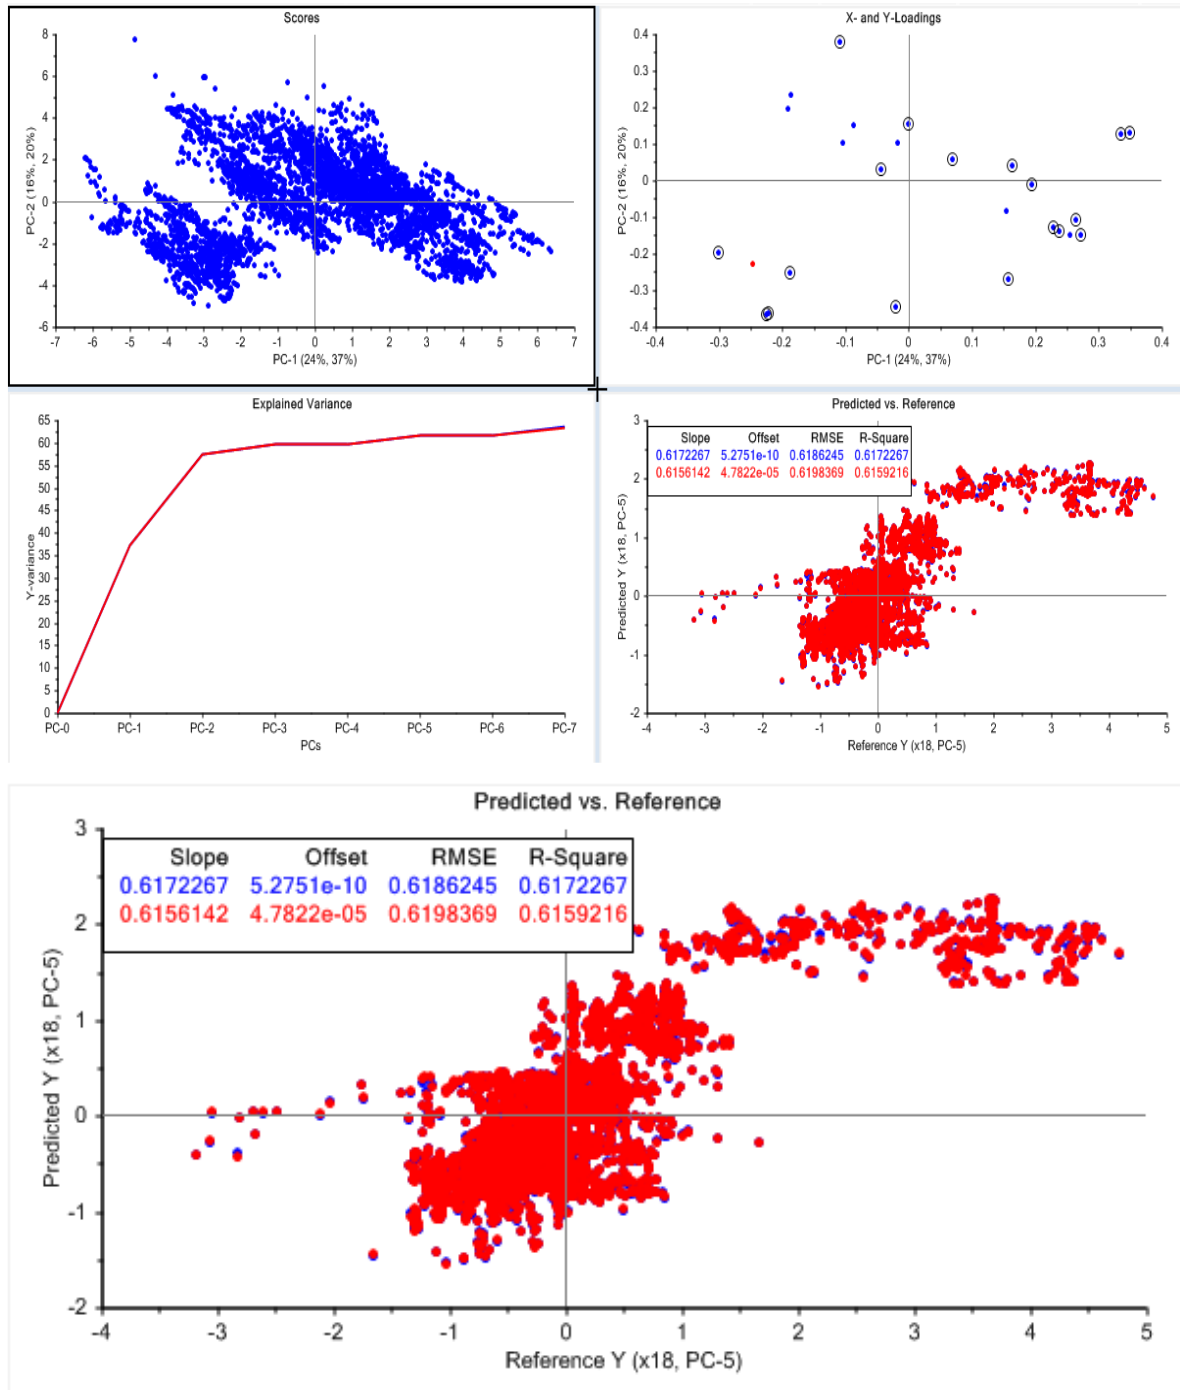 Scores
8
6
4
2
0
-2
-4
-6
PC-2 (16%, 20%)
-7 -6 -5 -4 -3 -2 -1 0 1 2 3 4 5 6 7
PC-1 (24%, 37%)
X- and Y-Loadings
0.4
0.3
0.2
0.1
0
-0.1
-0.2
-0.3
-0.4
PC-2 (16%, 20%)
-0.4 -0.3 -0.2 -0.1 0 0.1 0.2 0.3 0.4
PC-1 (24%, 37%)
Explained Variance
65
60
55
50
45
40
35
30
25
20
15
10
5
0
Y-variance
PC-0 PC-1 PC-2 PC-3 PC-4 PC-5 PC-6 PC-7
PCs
Predicted vs. Reference
Slope Offset RMSE R-Square
0.6172267 5.2751e-10 0.6186245 0.6172267
0.6156142 4.7822e-05 0.6198369 0.6159216
3
2
1
0
-1
-2
Predicted Y (x18, PC-5)
-4 -3 -2 -1 0 1 2 3 4 5
Reference Y (x18, PC-5)
Predicted vs. Reference
Slope Offset RMSE R-Square
0.6172267 5.2751e-10 0.6186245 0.6172267
0.6156142 4.7822e-05 0.6198369 0.6159216
3
2
1
0
-1
-2
Predicted Y (x18, PC-5)
-4 -3 -2 -1 0 1 2 3 4 5
Reference Y (x18, PC-5)